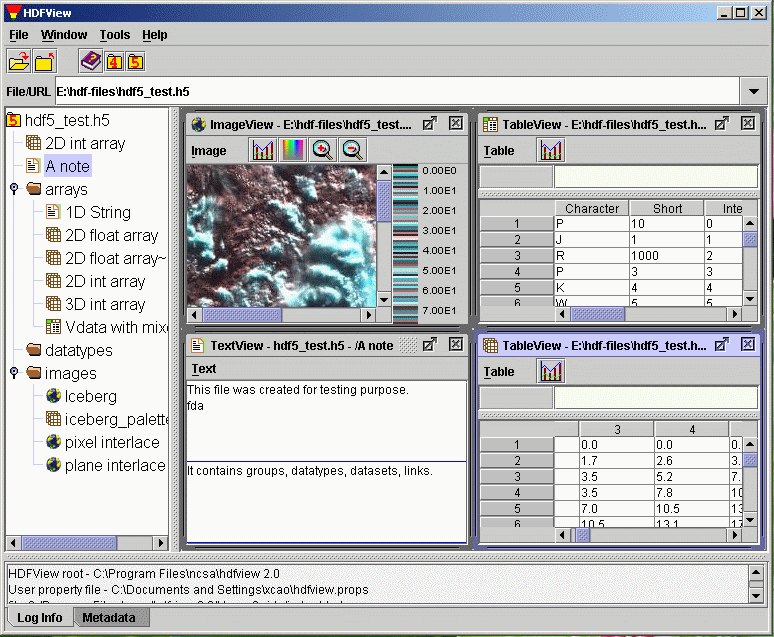 HDFView
File Window Tools Help
4 5
File/URL E:\hdf-files\hdf5_test.h5
5 hdf5_test.h5
2D int array
A note
arrays
1D String
2D float array
2D float array~
2D int array
3D int array
Vdata with mixe
datatypes
images
Iceberg
iceberg_palette
pixel interlace
plane interlace
ImageView - E:\hdf-files\hdf5_test....
Image
0.00E0
1.00E1
2.00E1
3.00E1
4.00E1
5.00E1
6.00E1
7.00E1
TableView - E:\hdf-files\hdf5_test.h...
Table
Character Short Inte
1 P 10 0
2 J 1 1
3 R 1000 2
4 P 3 3
5 K 4 4
6 W 5 5
TextView - hdf5_test.h5 - /A note
Text
This file was created for testing purpose.
fda
It contains groups, datatypes, datasets, links.
TableView - E:\hdf-files\hdf5_test.h...
Table
3 4
1 0.0 0.0 0.
2 1.7 2.6 3.
3 3.5 5.2 7.
4 3.5 7.8 10
5 7.0 10.5 13
6 10.5 13.1 17
HDFView root - C:\Program Files\ncsa\hdfview 2.0
User property file - C:\Documents and Settings\xcao\hdfview.props
Log Info Metadata